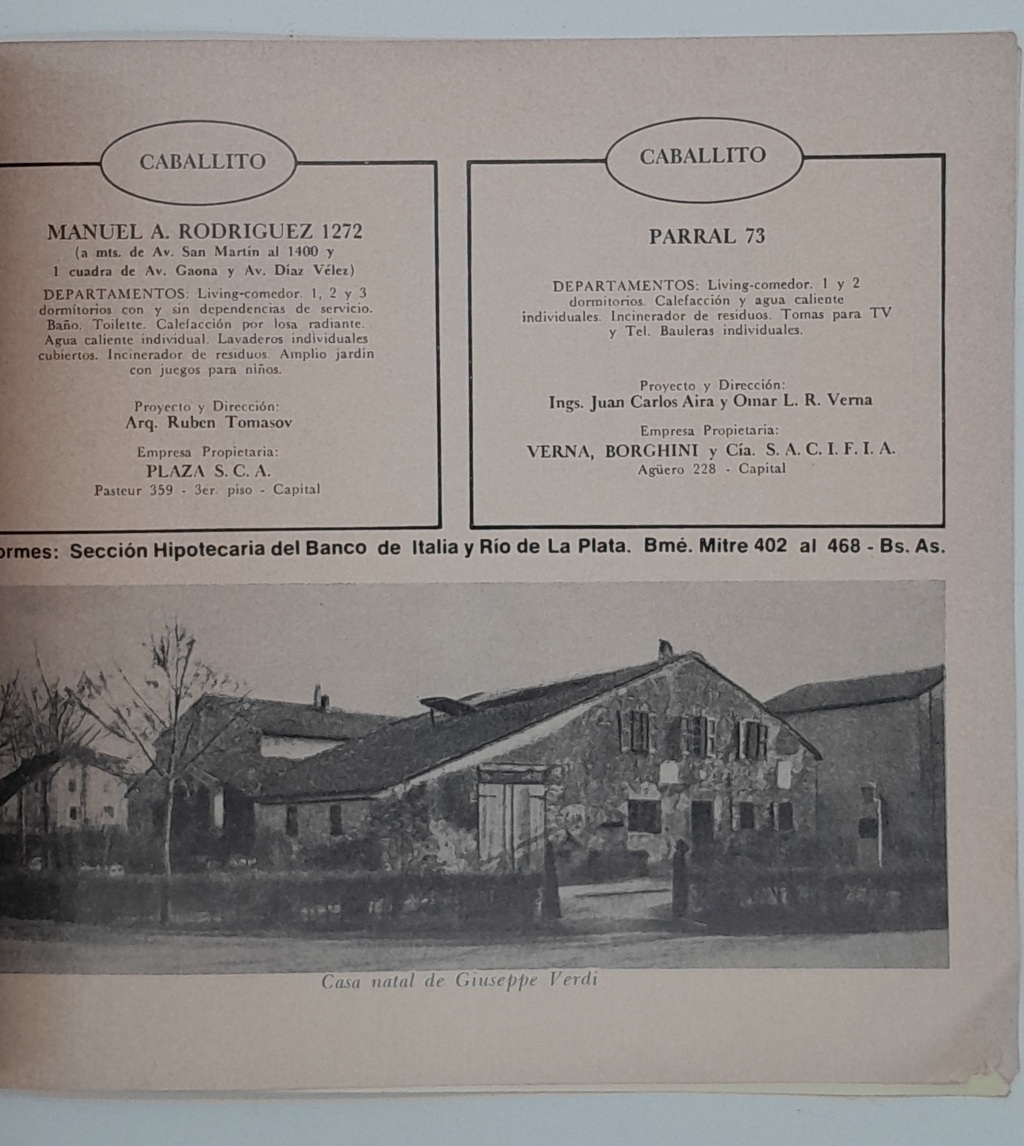 CABALLITO
MANUEL A. RODRIGUEZ 1272
(a mts. de Av. San Martín al 1400 y
1 cuadra de Av. Gaona y Av. Díaz Vélez)
DEPARTAMENTOS: Living-comedor. 1, 2 y 3
dormitorios con y sin dependencias de servicio.
Baño. Toilette. Calefacción por losa radiante.
Agua caliente individual. Lavaderos individuales
cubiertos. Incinerador de residuos. Amplio jardín
con juegos para niños.
Proyecto y Dirección:
Arq. Ruben Tomasov
Empresa Propietaria:
PLAZA S. C. A.
Pasteur 359 - 3er. piso - Capital
CABALLITO
PARRAL 73
DEPARTAMENTOS: Living-comedor. 1 y 2
dormitorios. Calefacción y agua caliente
individuales. Incinerador de residuos. Tomas para TV
y Tel. Bauleras individuales.
Proyecto y Dirección:
Ings. Juan Carlos Aira y Omar L. R. Verna
Empresa Propietaria:
VERNA, BORGHINI y Cía. S. A. C. I. F. I. A.
Agüero 228 - Capital
ormes: Sección Hipotecaria del Banco de Italia y Río de La Plata. Bmé. Mitre 402 al 468 - Bs. As.
Casa natal de Giuseppe Verdi